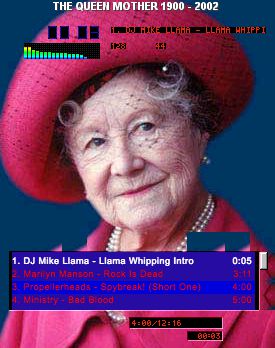 THE QUEEN MOTHER 1900 - 2002
1. DJ MIKE LLAMA - LLAMA WHIPPI
128 44
1. DJ Mike Llama - Llama Whipping Intro 0:05
2. Marilyn Manson - Rock Is Dead 3:11
3. Propellerheads - Spybreak! (Short One) 4:00
4. Ministry - Bad Blood 5:00
4:00/12:16
00:03